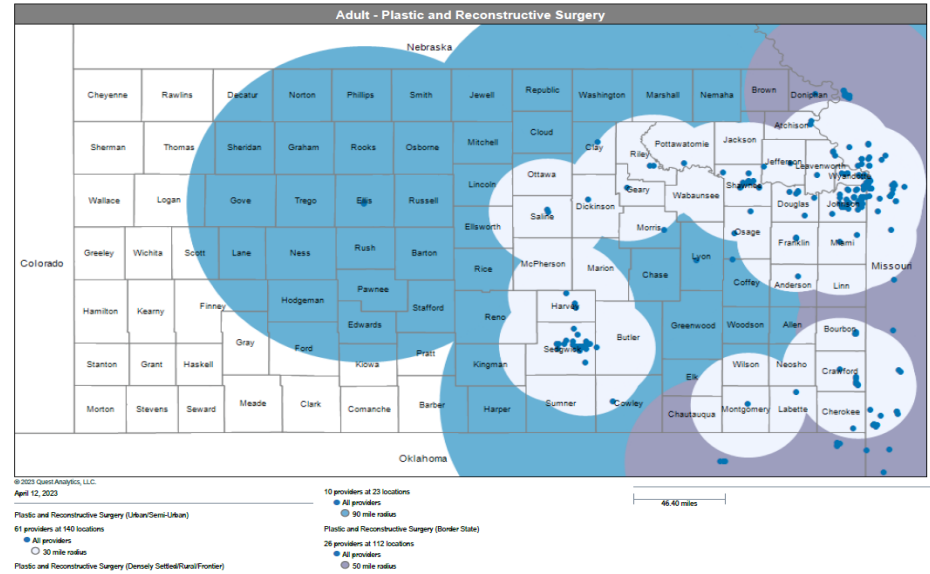 Adult - Plastic and Reconstructive Surgery
Nebraska
Cheyenne Rawlins Decatur Norton Phillips Smith Jewell Republic Washington Marshall Nemaha Brown Doniphan
Atchison
Sherman Thomas Sheridan Graham Rooks Osborne Mitchell Cloud Clay Riley Pottawatomie Jackson
Jefferson Leavenworth
Wyandotte
Lincoln Ottawa Geary Wabaunsee Shawnee Douglas Johnson
Wallace Logan Gove Trego Ellis Russell Saline Dickinson
Ellsworth Morris Osage Franklin Miami
Colorado
Greeley Wichita Scott Lane Ness Rush Barton Rice McPherson Marion Chase Lyon Coffey Anderson Linn
Missouri
Pawnee
Hamilton Kearny Finney Hodgeman Stafford Reno Harvey
Gray Edwards Ford Butler Greenwood Woodson Allen Bourbon
Stanton Grant Haskell Kiowa Pratt Kingman Sedgwick Elk Wilson Neosho Crawford
Morton Stevens Seward Meade Clark Comanche Barber Harper Sumner Cowley Chautauqua Montgomery Labette Cherokee
Oklahoma
© 2023 Quest Analytics, LLC.
April 12, 2023
Plastic and Reconstructive Surgery (Urban/Semi-Urban)
61 providers at 140 locations
All providers
30 mile radius
Plastic and Reconstructive Surgery (Densely Settled/Rural/Frontier)
10 providers at 23 locations
All providers
90 mile radius
Plastic and Reconstructive Surgery (Border State)
26 providers at 112 locations
All providers
50 mile radius
46.40 miles